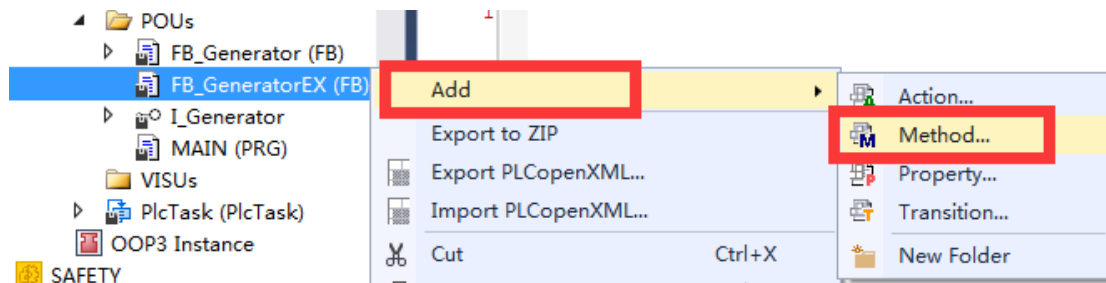 POUs
1
FB_Generator (FB)
FB_GeneratorEX (FB)
Add
Action...
I_Generator
Export to ZIP
Method...
MAIN (PRG)
VISUs
Export PLCopenXML...
Property...
PlcTask (PlcTask)
Import PLCopenXML...
Transition...
OOP3 Instance
Cut Ctrl+X
New Folder
SAFETY